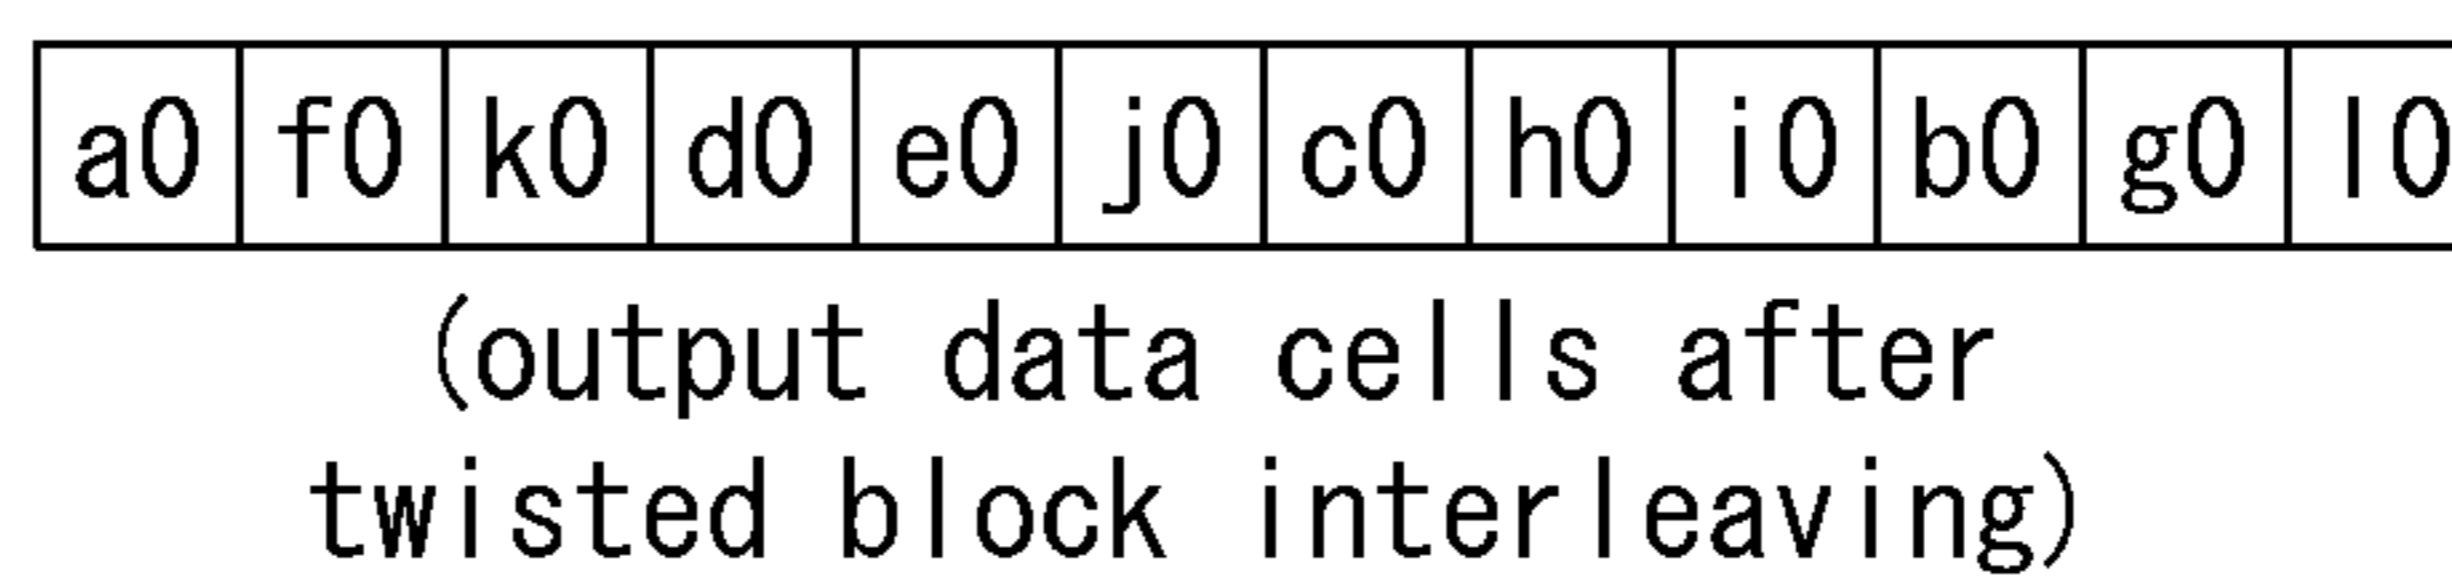 a0 f0 k0 d0 e0 j0 c0 h0 i0 b0 g0 l0
(output data cells after
twisted block interleaving)